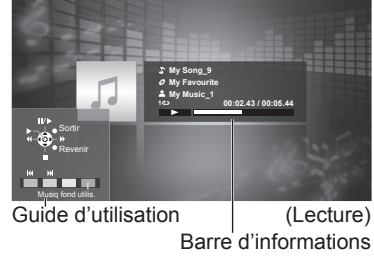 My Song_9
My Favourite
My Music_1
1
00:02.43 / 00:05.44
Sortir
Revenir
Musiq fond utilis.
Guide d'utilisation
(Lecture)
Barre d'informations